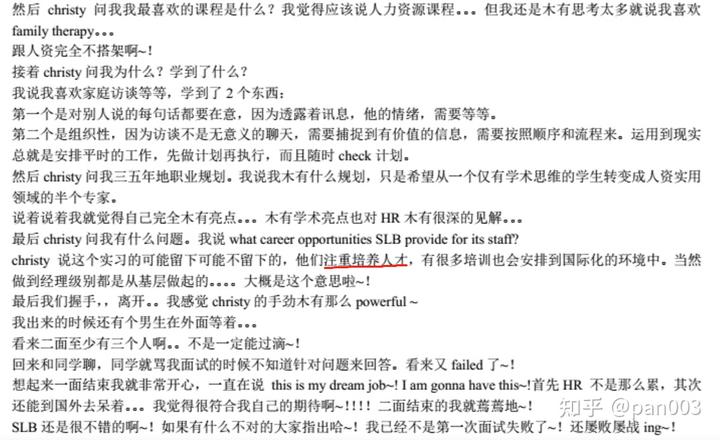 然后 christy 问我我最喜欢的课程是什么？我觉得应该说人力资源课程。。。但我还是木有思考太多就说我喜欢
family therapy。。。
跟人资完全不搭架啊~！
接着 christy 问我为什么？学到了什么？
我说我喜欢家庭访谈等等，学到了 2 个东西：
第一个是对别人说的每句话都要在意，因为透露着讯息，他的情绪，需要等等。
第二个是组织性，因为访谈不是无意义的聊天，需要捕捉到有价值的信息，需要按照顺序和流程来。运用到现实
总就是安排平时的工作，先做计划再执行，而且随时 check 计划。
然后 christy 问我三五年地职业规划。我说我木有什么规划，只是希望从一个仅有学术思维的学生转变成人资实用
领域的半个专家。
说着说着我就觉得自己完全木有亮点。。。木有学术亮点也对 HR 木有很深的见解。。。
最后 christy 问我有什么问题。我说 what career opportunities SLB provide for its staff?
christy 说这个实习的可能留下可能不留下的，他们注重培养人才，有很多培训也会安排到国际化的环境中。当然
做到经理级别都是从基层做起的。。。。大概是这个意思啦~！
最后我们握手，，离开。。我感觉 christy 的手劲木有那么 powerful ~
我出来的时候还有个男生在外面等着。。。
看来二面至少有三个人啊。。不是一定能过滴~！
回来和同学聊，同学就骂我面试的时候不知道针对问题来回答。看来又 failed 了~！
想起来一面结束我就非常开心，一直在说 this is my dream job~! I am gonna have this~!首先 HR 不是那么累，其次
还能到国外去呆着。。。我觉得很符合我自己的期待啊~！！！！二面结束的我就蔫蔫地~！
SLB 还是很不错的啊~！如果有什么不对的大家指出哈~！我已经不是第一次面试失败了~！还屡败屡战 ing~！
知乎 @pan003